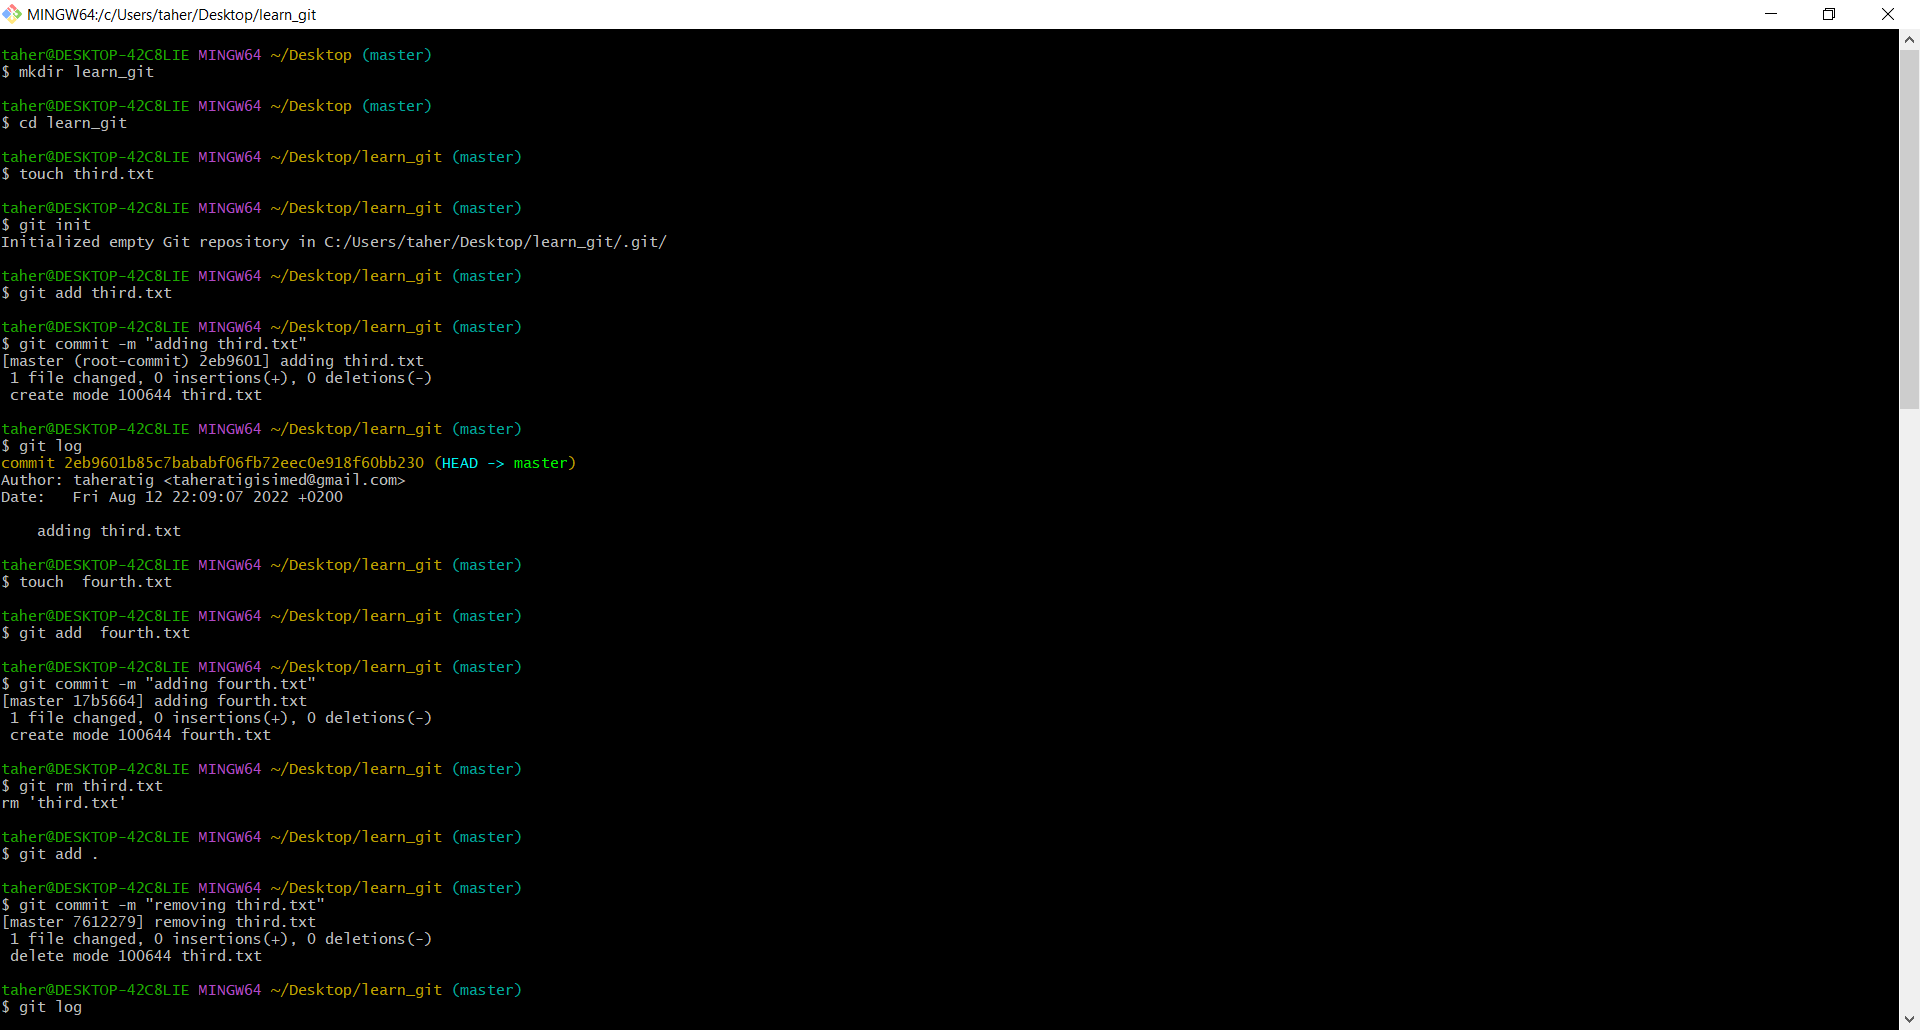 MINGW64:/c/Users/taher/Desktop/learn_git
taher@DESKTOP-42C8LIE MINGW64 ~/Desktop (master)
$ mkdir learn_git
taher@DESKTOP-42C8LIE MINGW64 ~/Desktop (master)
$ cd learn_git
taher@DESKTOP-42C8LIE MINGW64 ~/Desktop/learn_git (master)
$ touch third.txt
taher@DESKTOP-42C8LIE MINGW64 ~/Desktop/learn_git (master)
$ git init
Initialized empty Git repository in C:/Users/taher/Desktop/learn_git/.git/
taher@DESKTOP-42C8LIE MINGW64 ~/Desktop/learn_git (master)
$ git add third.txt
taher@DESKTOP-42C8LIE MINGW64 ~/Desktop/learn_git (master)
$ git commit -m "adding third.txt"
[master (root-commit) 2eb9601] adding third.txt
 1 file changed, 0 insertions(+), 0 deletions(-)
 create mode 100644 third.txt
taher@DESKTOP-42C8LIE MINGW64 ~/Desktop/learn_git (master)
$ git log
commit 2eb9601b85c7bababf06fb72eec0e918f60bb230 (HEAD -> master)
Author: taheratig <taheratigisimed@gmail.com>
Date:   Fri Aug 12 22:09:07 2022 +0200
    adding third.txt
taher@DESKTOP-42C8LIE MINGW64 ~/Desktop/learn_git (master)
$ touch  fourth.txt
taher@DESKTOP-42C8LIE MINGW64 ~/Desktop/learn_git (master)
$ git add  fourth.txt
taher@DESKTOP-42C8LIE MINGW64 ~/Desktop/learn_git (master)
$ git commit -m "adding fourth.txt"
[master 17b5664] adding fourth.txt
 1 file changed, 0 insertions(+), 0 deletions(-)
 create mode 100644 fourth.txt
taher@DESKTOP-42C8LIE MINGW64 ~/Desktop/learn_git (master)
$ git rm third.txt
rm 'third.txt'
taher@DESKTOP-42C8LIE MINGW64 ~/Desktop/learn_git (master)
$ git add .
taher@DESKTOP-42C8LIE MINGW64 ~/Desktop/learn_git (master)
$ git commit -m "removing third.txt"
[master 7612279] removing third.txt
 1 file changed, 0 insertions(+), 0 deletions(-)
 delete mode 100644 third.txt
taher@DESKTOP-42C8LIE MINGW64 ~/Desktop/learn_git (master)
$ git log